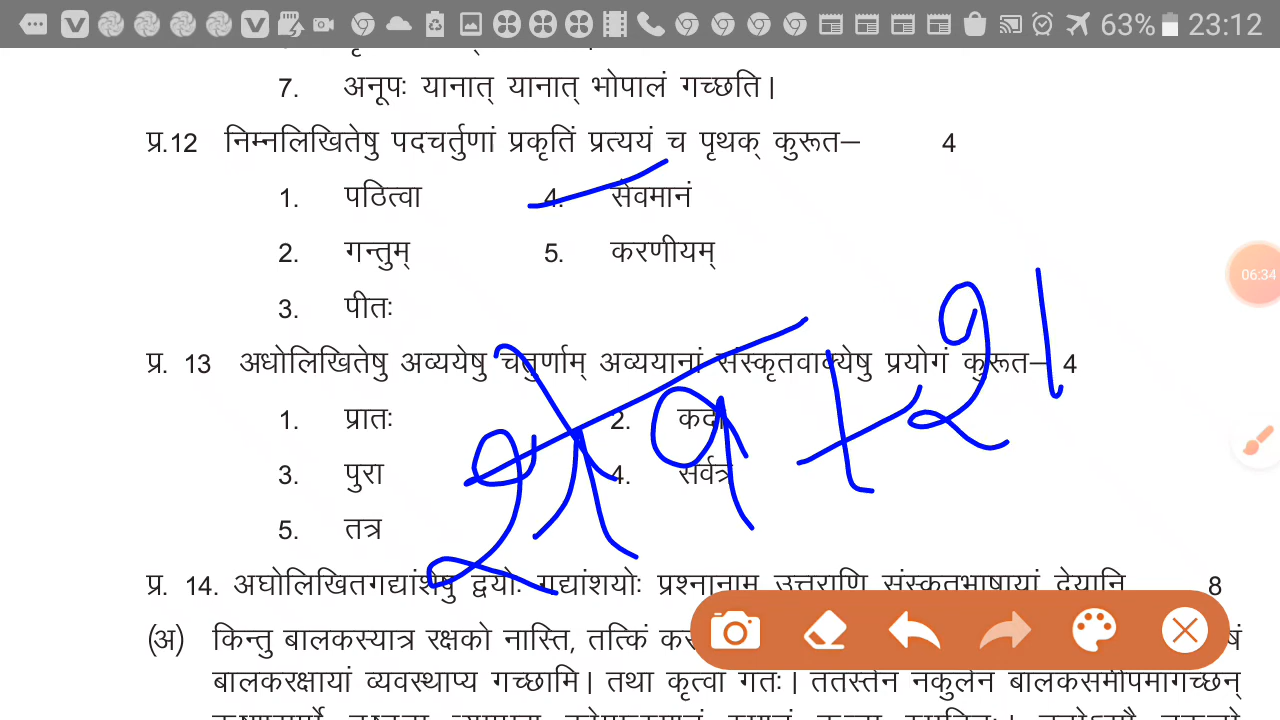 63% 23:12
7. अनूपः यानात् यानात् भोपालं गच्छति।
प्र.12 निम्नलिखितेषु पदचर्तुणां प्रकृतिं प्रत्ययं च पृथक् कुरूत– 4
1. पठित्वा 4. सेवमानं
2. गन्तुम् 5. करणीयम्
3. पीतः
06:34
प्र. 13 अधोलिखितेषु अव्ययेषु चतुर्णाम् अव्ययानां संस्कृतवाक्येषु प्रयोगं कुरूत– 4
1. प्रातः 2. कदा
3. पुरा 4. सर्वत्र
5. तत्र
प्र. 14. अघोलिखितगद्यांशेषु द्वयोः गद्यांशयोः प्रश्नानाम् उत्तराणि संस्कृतभाषायां देयानि 8
(अ) किन्तु बालकस्यात्र रक्षको नास्ति, तत्किं
बालकरक्षायां व्यवस्थाप्य गच्छामि। तथा कृत्वा गतः। ततस्तेन नकुलेन बालकसमीपमागच्छन्